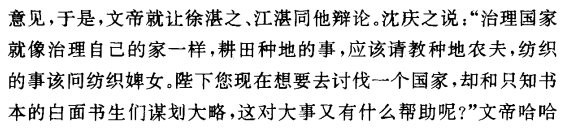 意见,于是,文帝就让徐湛之、江湛同他辩论。沈庆之说:“治理国家
就像治理自己的家一样,耕田种地的事,应该请教种地农夫,纺织
的事该问纺织婢女。陛下您现在想要去讨伐一个国家,却和只知书
本的白面书生们谋划大略,这对大事又有什么帮助呢?”文帝哈哈